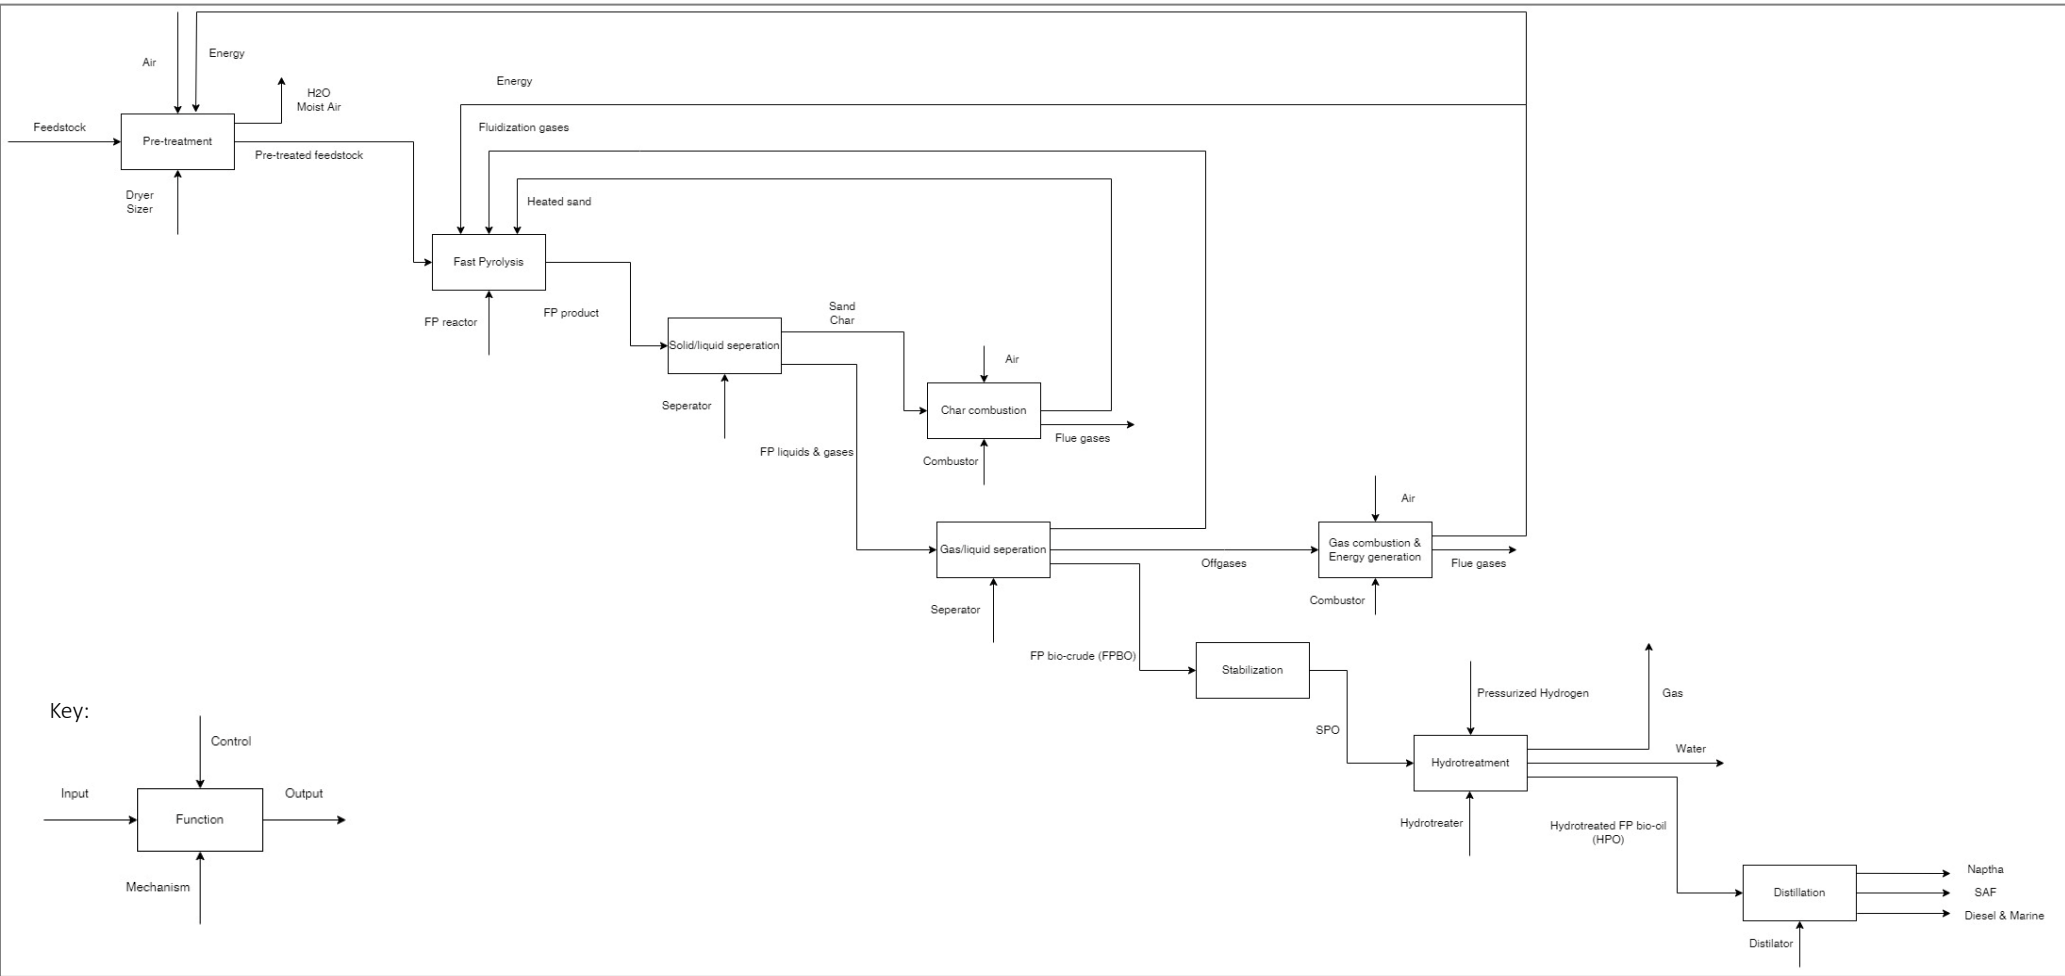 Air
Energy
H2O
Moist Air
Feedstock
Pre-treatment
Pre-treated feedstock
Dryer
Sizer
Energy
Fluidization gases
Heated sand
Fast Pyrolysis
FP reactor
FP product
Solid/liquid seperation
Seperator
Sand
Char
Air
Char combustion
Flue gases
Combustor
FP liquids & gases
Gas/liquid seperation
Seperator
Offgases
Air
Gas combustion &
Energy generation
Flue gases
Combustor
FP bio-crude (FPBO)
Stabilization
SPO
Pressurized Hydrogen
Gas
Water
Hydrotreatment
Hydrotreater
Hydrotreated FP bio-oil
(HPO)
Distillation
Naptha
SAF
Diesel & Marine
Distilator
Key:
Control
Input
Output
Function
Mechanism